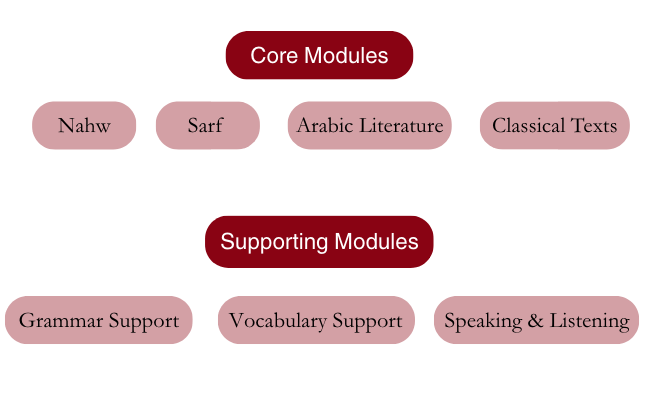 Core Modules
Nahw Sarf Arabic Literature Classical Texts
Supporting Modules
Grammar Support Vocabulary Support Speaking & Listening